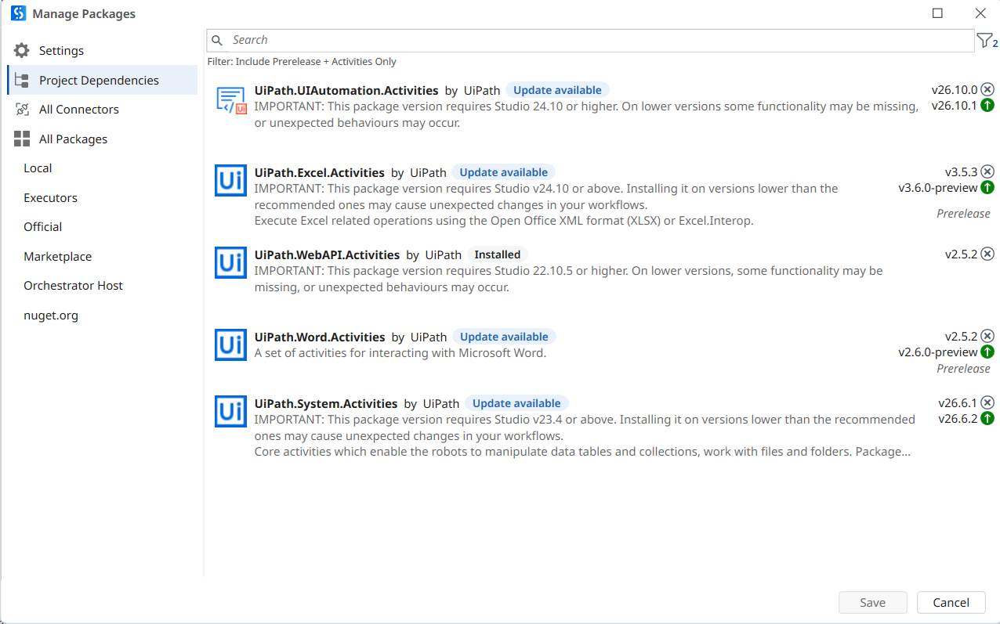 Manage Packages
Settings
Project Dependencies
All Connectors
All Packages
Local
Executors
Official
Marketplace
Orchestrator Host
nuget.org
Search
2
Filter: Include Prerelease + Activities Only
UiPath.UIAutomation.Activities by UiPath Update available v26.10.0
IMPORTANT: This package version requires Studio 24.10 or higher. On lower versions some functionality may be missing, v26.10.1
or unexpected behaviours may occur.
Ui
UiPath.Excel.Activities by UiPath Update available v3.5.3
IMPORTANT: This package version requires Studio v24.10 or above. Installing it on versions lower than the v3.6.0-preview
recommended ones may cause unexpected changes in your workflows.
Prerelease
Execute Excel related operations using the Open Office XML format (XLSX) or Excel.Interop.
Ui
UiPath.WebAPI.Activities by UiPath Installed v2.5.2
IMPORTANT: This package version requires Studio 22.10.5 or higher. On lower versions, some functionality may be
missing, or unexpected behaviours may occur.
Ui
UiPath.Word.Activities by UiPath Update available v2.5.2
A set of activities for interacting with Microsoft Word. v2.6.0-preview
Prerelease
Ui
UiPath.System.Activities by UiPath Update available v26.6.1
IMPORTANT: This package version requires Studio v23.4 or above. Installing it on versions lower than the recommended v26.6.2
ones may cause unexpected changes in your workflows.
Core activities which enable the robots to manipulate data tables and collections, work with files and folders. Package...
Ui
Save Cancel